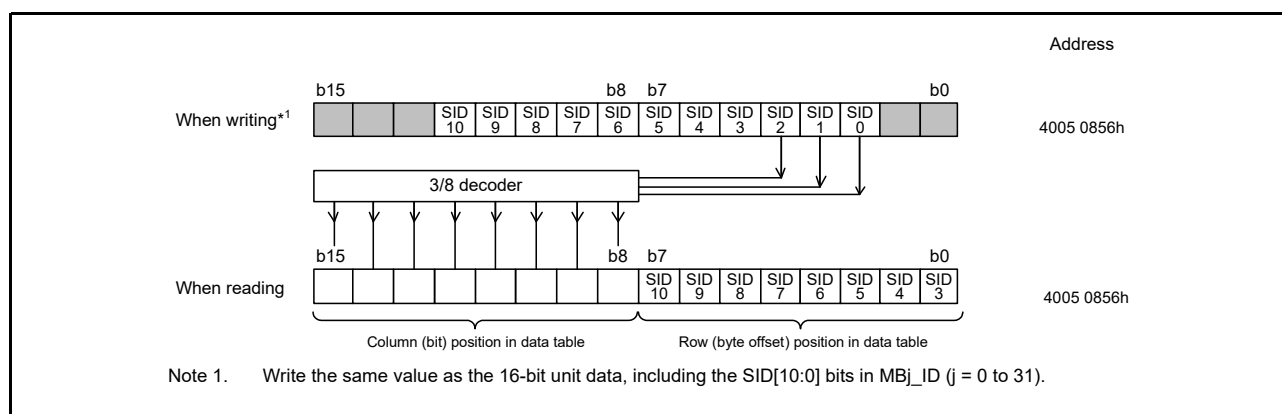 Address
b15 b8 b7 b0
When writing*1 SID 10 SID 9 SID 8 SID 7 SID 6 SID 5 SID 4 SID 3 SID 2 SID 1 SID 0 4005 0856h
3/8 decoder
b15 b8 b7 b0
When reading SID 10 SID 9 SID 8 SID 7 SID 6 SID 5 SID 4 SID 3 4005 0856h
Column (bit) position in data table Row (byte offset) position in data table
Note 1. Write the same value as the 16-bit unit data, including the SID[10:0] bits in MBj_ID (j = 0 to 31).